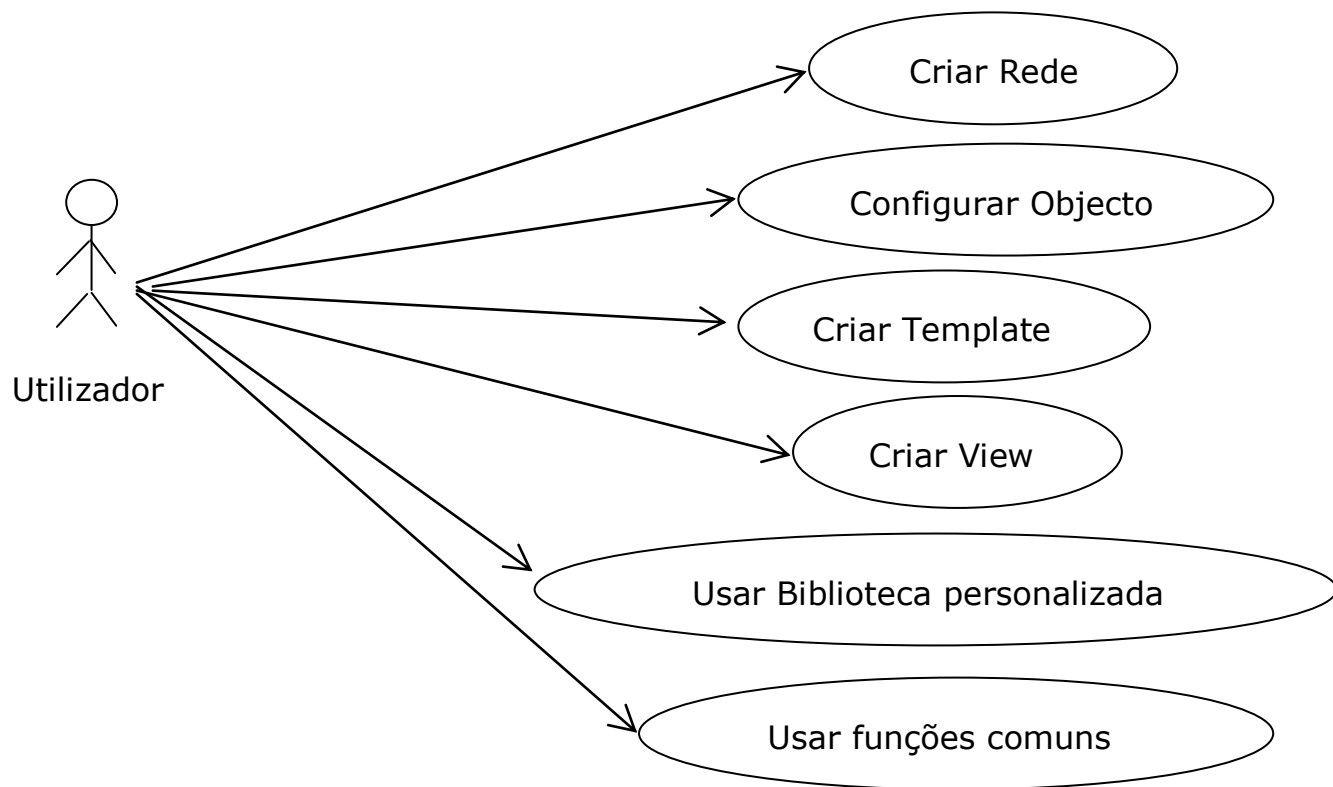 Criar Rede
Configurar Objecto
Criar Template
Utilizador
Criar View
Usar Biblioteca personalizada
Usar funções comuns